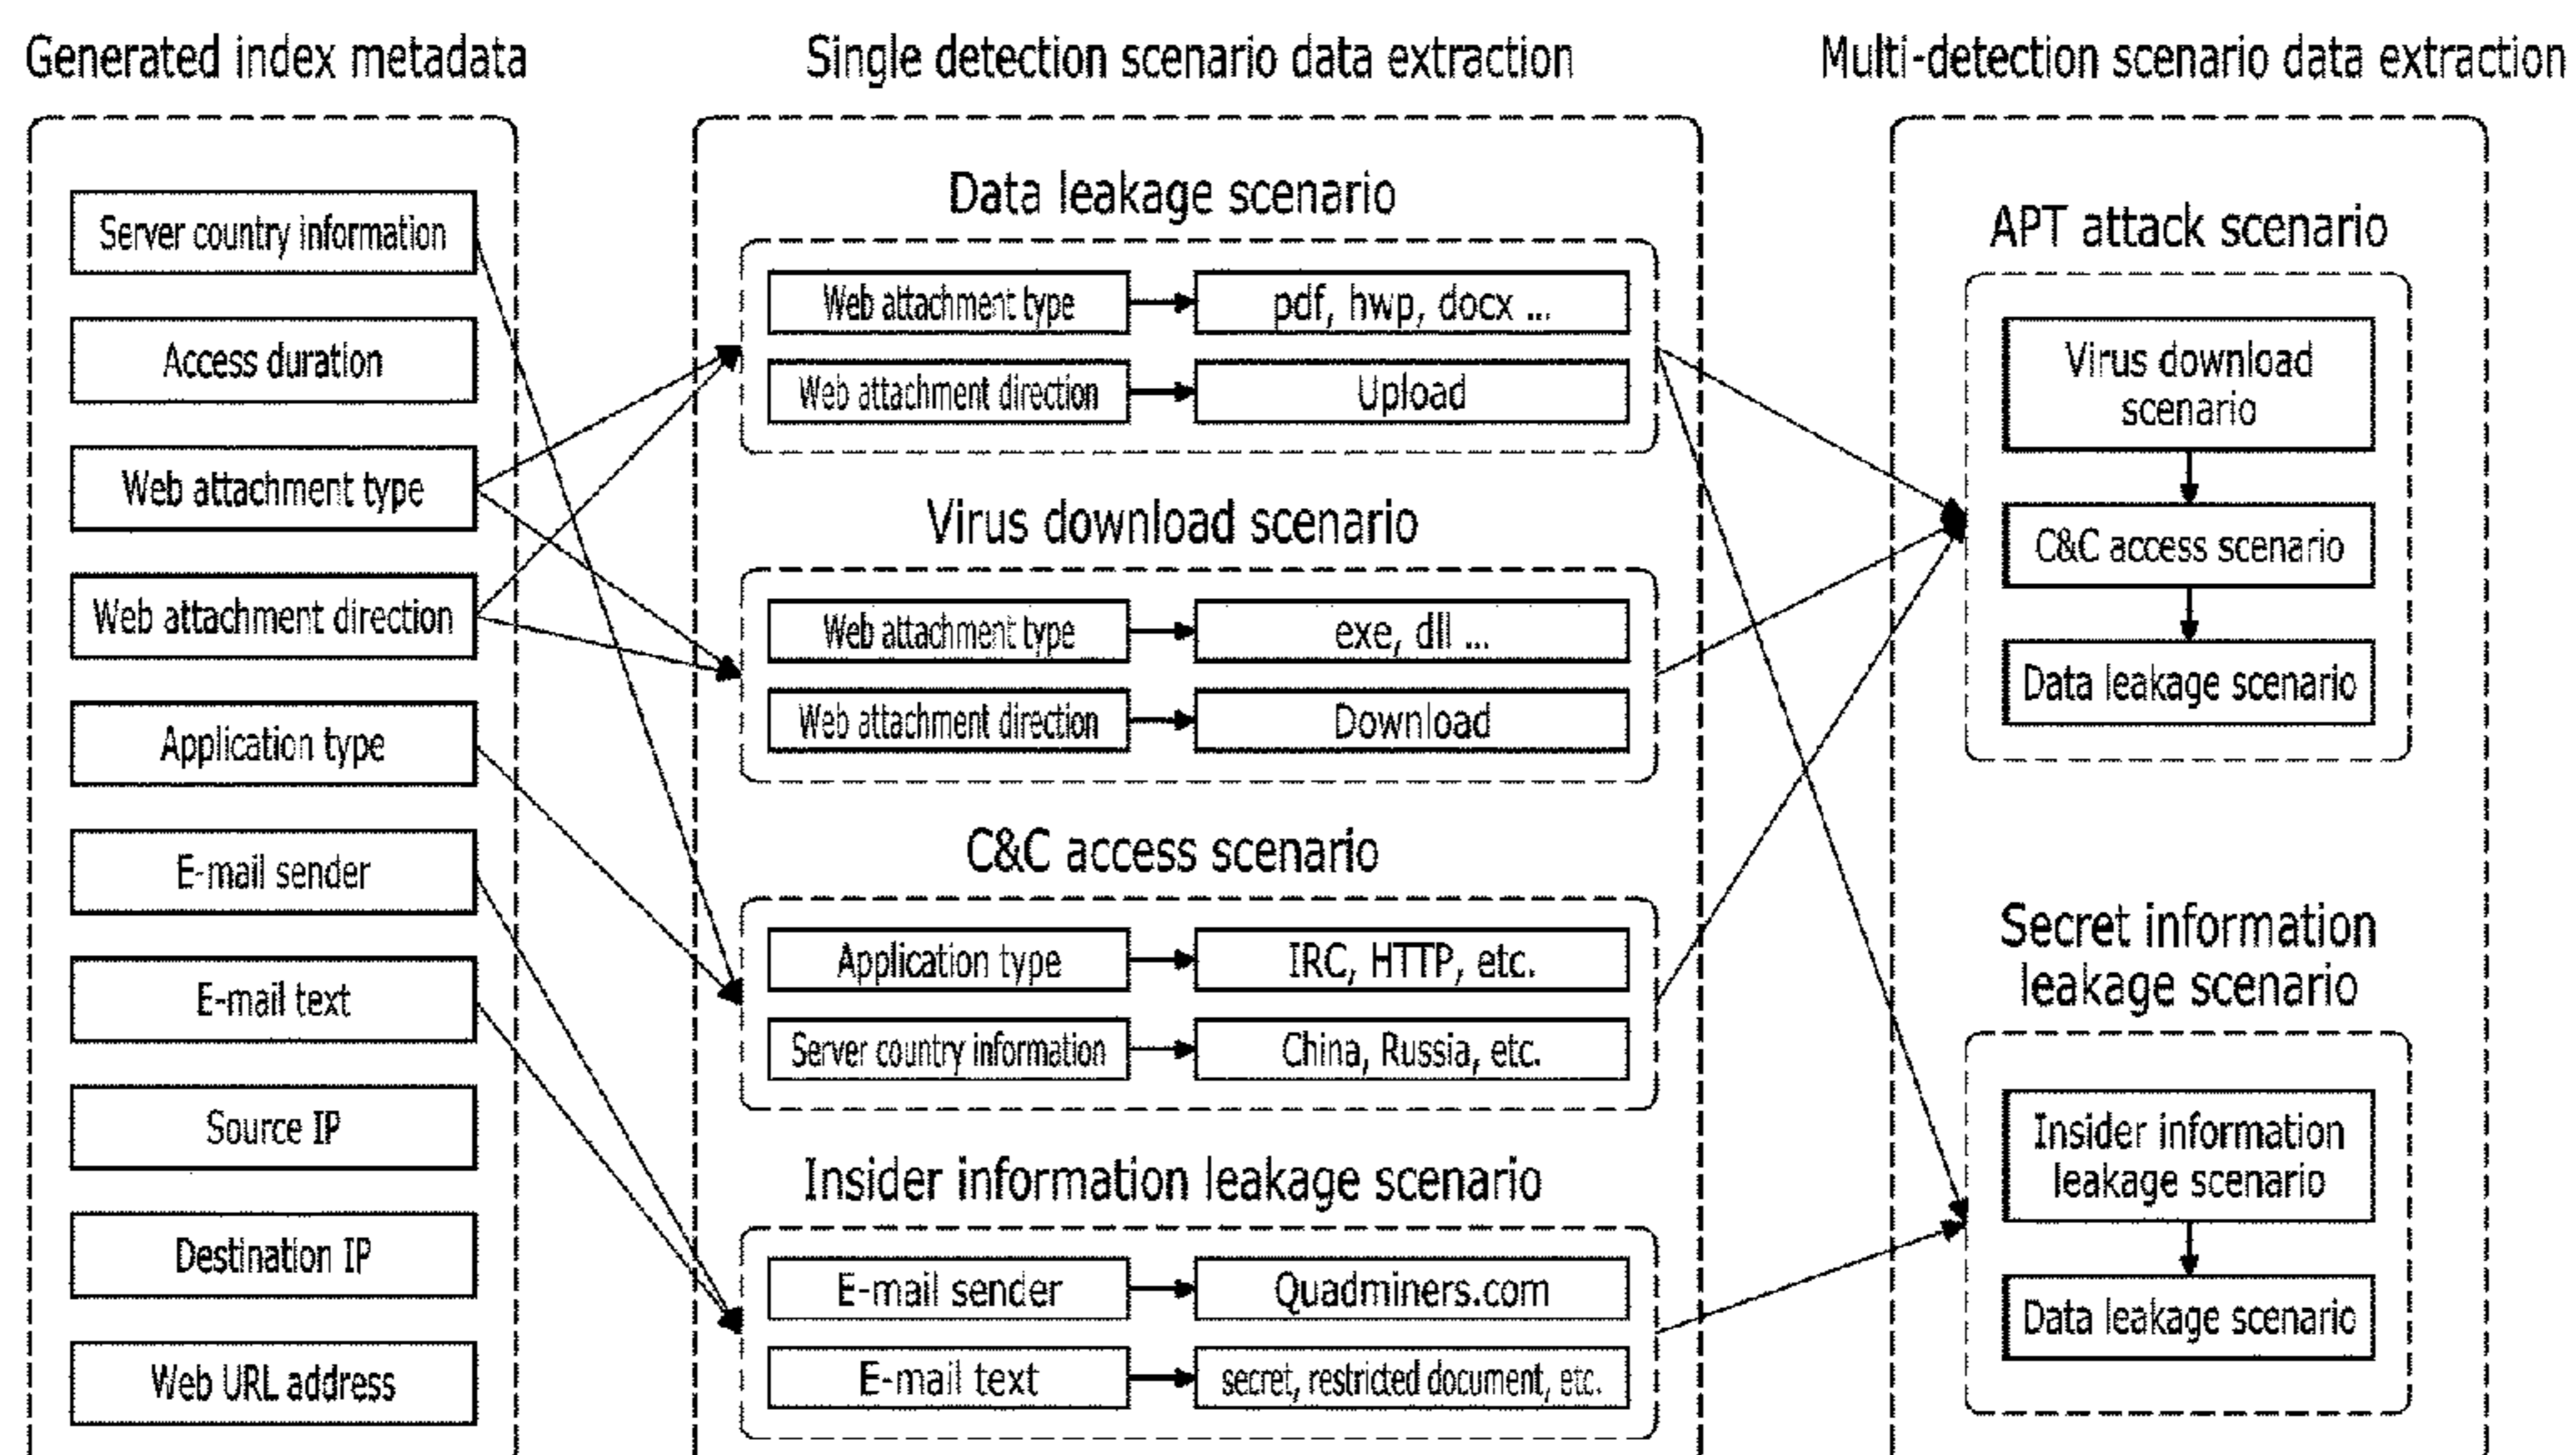 Generated index metadata
Server country information
Access duration
Web attachment type
Web attachment direction
Application type
E-mail sender
E-mail text
Source IP
Destination IP
Web URL address
Single detection scenario data extraction
Data leakage scenario
Web attachment type
pdf, hwp, docx ...
Web attachment direction
Upload
Virus download scenario
Web attachment type
exe, dll ...
Web attachment direction
Download
C&C access scenario
Application type
IRC, HTTP, etc.
Server country information
China, Russia, etc.
Insider information leakage scenario
E-mail sender
Quadminers.com
E-mail text
secret, restricted document, etc.
Multi-detection scenario data extraction
APT attack scenario
Virus download
scenario
C&C access scenario
Data leakage scenario
Secret information
leakage scenario
Insider information
leakage scenario
Data leakage scenario